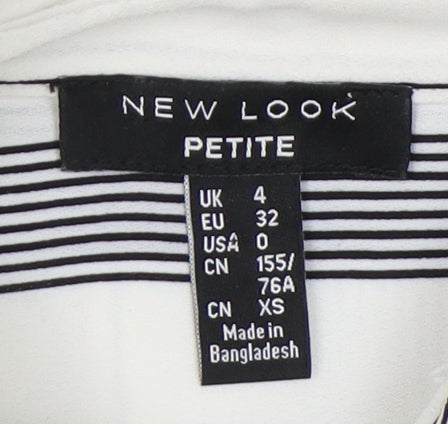 NEW LOOK
PETITE
UK 4
EU 32
USA 0
CN 155/
76A
CN XS
Made in
Bangladesh